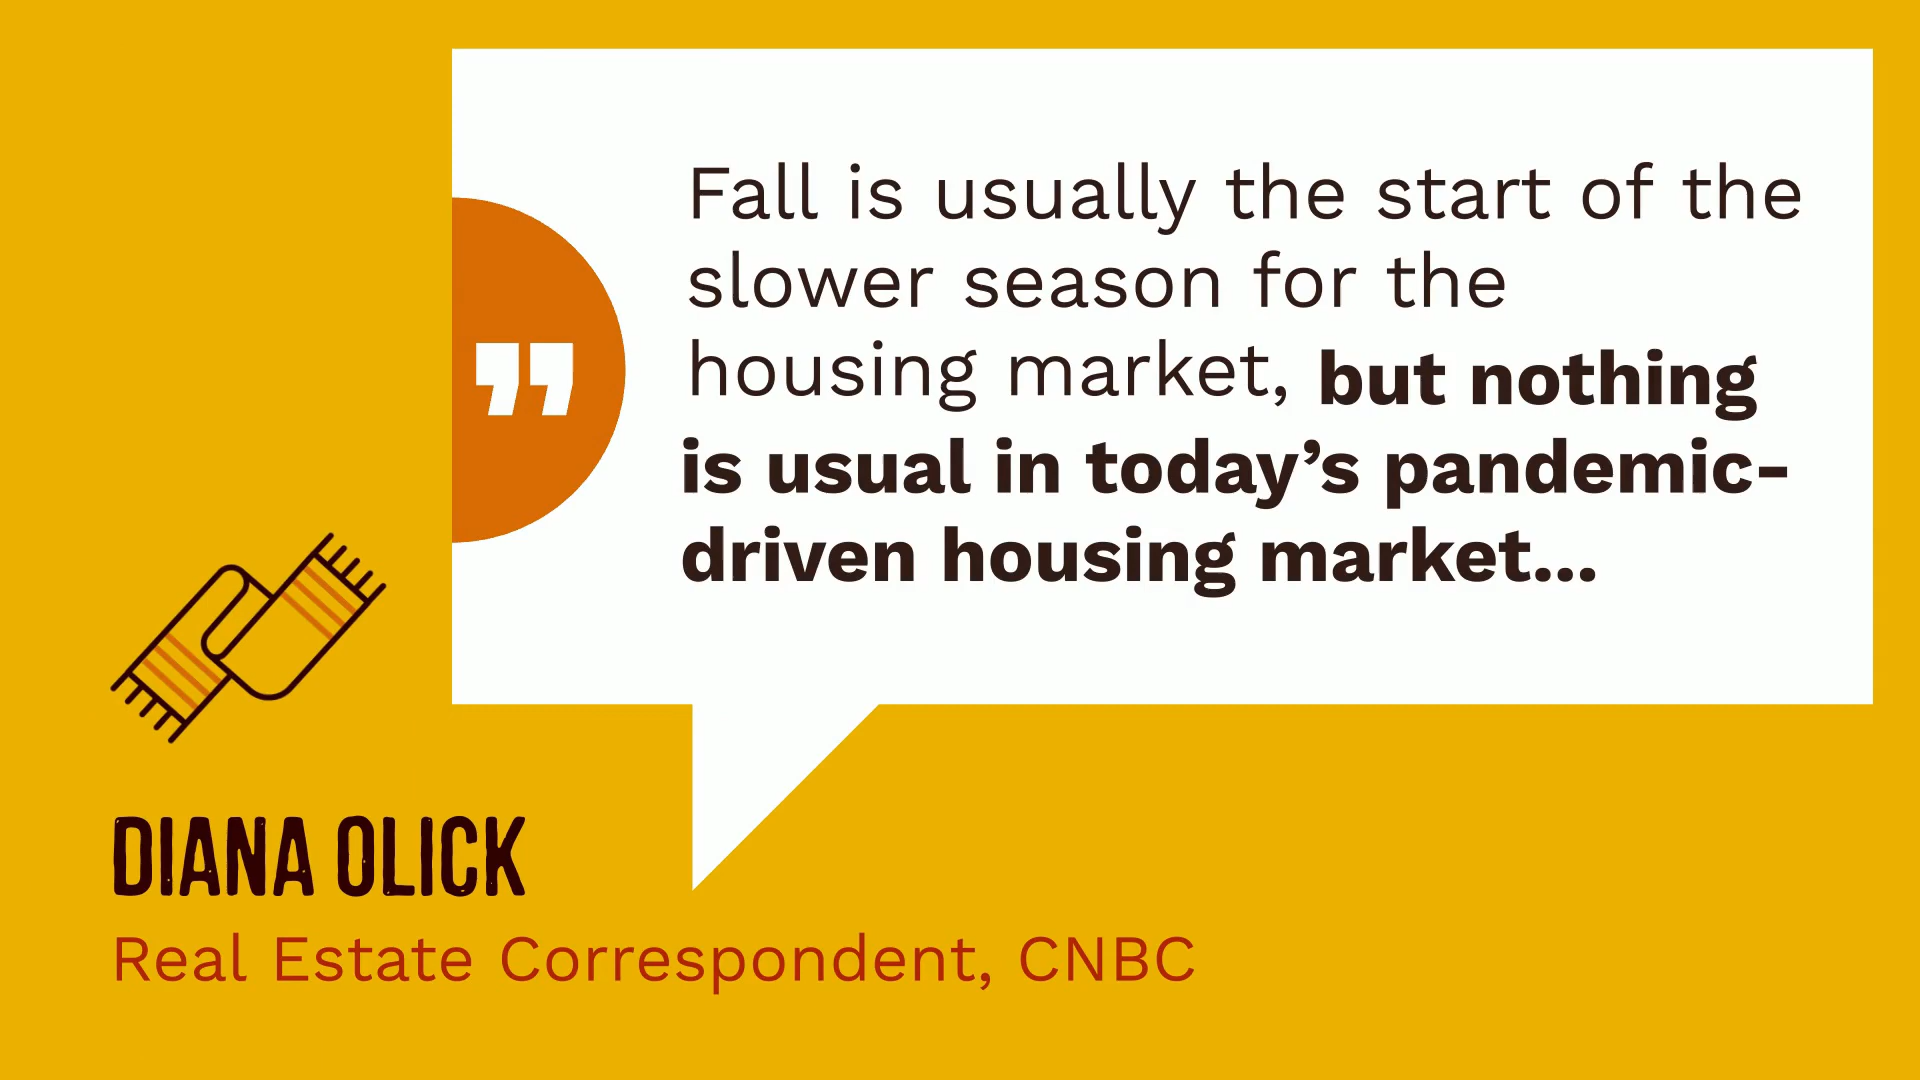 ”
Fall is usually the start of the
slower season for the
housing market, but nothing
is usual in today’s pandemic-
driven housing market...
DIANA OLICK
Real Estate Correspondent, CNBC